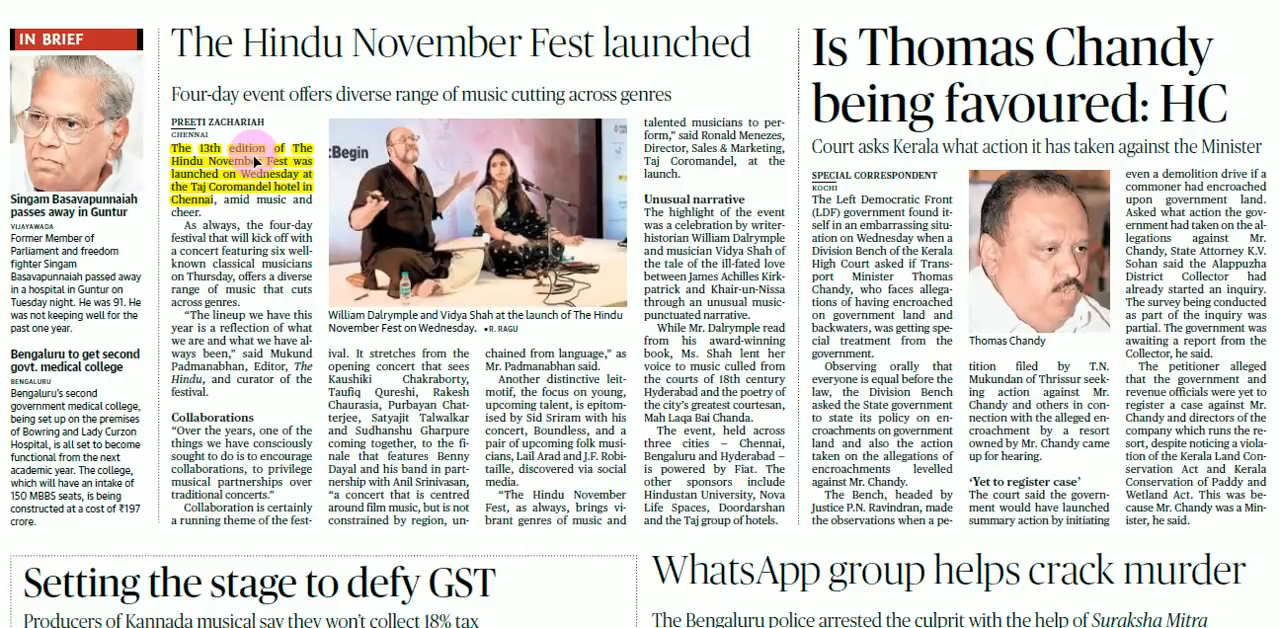 IN BRIEF
Singam Basavapunnaiah
passes away in Guntur
VIJAYAWADA
Former Member of
Parliament and freedom
fighter Singam
Basavapunnaiah passed away
in a hospital in Guntur on
Tuesday night. He was 91. He
was not keeping well for the
past one year.
Bengaluru to get second
govt. medical college
BENGALURU
Bengaluru's second
government medical college,
being set up on the premises
of Bowring and Lady Curzon
Hospital, is all set to become
functional from the next
academic year. The college,
which will have an intake of
150 MBBS seats, is being
constructed at a cost of ₹197
crore.
The Hindu November Fest launched
Four-day event offers diverse range of music cutting across genres
PREETI ZACHARIAH
CHENNAI
The 13th edition of The
Hindu November Fest was
launched on Wednesday at
the Taj Coromandel hotel in
Chennai, amid music and
cheer.
As always, the four-day
festival that will kick off with
a concert featuring six well-
known classical musicians
on Thursday, offers a diverse
range of music that cuts
across genres.
“The lineup we have this
year is a reflection of what
we are and what we have al-
ways been,” said Mukund
Padmanabhan, Editor, The
Hindu, and curator of the
festival.
Collaborations
“Over the years, one of the
things we have consciously
sought to do is to encourage
collaborations, to privilege
musical partnerships over
traditional concerts.”
Collaboration is certainly
a running theme of the fest-
:Begin
William Dalrymple and Vidya Shah at the launch of The Hindu
November Fest on Wednesday. •R. RAGU
ival. It stretches from the
opening concert that sees
Kaushiki Chakraborty,
Taufiq Qureshi, Rakesh
Chaurasia, Purbayan Chat-
terjee, Satyajit Talwalkar
and Sudhanshu Gharpure
coming together, to the fi-
nale that features Benny
Dayal and his band in part-
nership with Anil Srinivasan,
“a concert that is centred
around film music, but is not
constrained by region, un-
chained from language,” as
Mr. Padmanabhan said.
Another distinctive leit-
motif, the focus on young,
upcoming talent, is epitom-
ised by Sid Sriram with his
concert, Boundless, and a
pair of upcoming folk musi-
cians, Lail Arad and J.F. Robi-
taille, discovered via social
media.
“The Hindu November
Fest, as always, brings vi-
brant genres of music and
talented musicians to per-
form,” said Ronald Menezes,
Director, Sales & Marketing,
Taj Coromandel, at the
launch.
Unusual narrative
The highlight of the event
was a celebration by writer-
historian William Dalrymple
and musician Vidya Shah of
the tale of the ill-fated love
between James Achilles Kirk-
patrick and Khair-un-Nissa
through an unusual music-
punctuated narrative.
While Mr. Dalrymple read
from his award-winning
book, Ms. Shah lent her
voice to music culled from
the courts of 18th century
Hyderabad and the poetry of
the city's greatest courtesan,
Mah Laqa Bai Chanda.
The event, held across
three cities – Chennai,
Bengaluru and Hyderabad –
is powered by Fiat. The
other sponsors include
Hindustan University, Nova
Life Spaces, Doordarshan
and the Taj group of hotels.
Is Thomas Chandy
being favoured: HC
Court asks Kerala what action it has taken against the Minister
SPECIAL CORRESPONDENT
KOCHI
The Left Democratic Front
(LDF) government found it-
self in an embarrassing situ-
ation on Wednesday when a
Division Bench of the Kerala
High Court asked if Trans-
port Minister Thomas
Chandy, who faces allega-
tions of having encroached
on government land and
backwaters, was getting spe-
cial treatment from the
government.
Observing orally that
everyone is equal before the
law, the Division Bench
asked the State government
to state its policy on en-
croachments on government
land and also the action
taken on the allegations of
encroachments levelled
against Mr. Chandy.
The Bench, headed by
Justice P.N. Ravindran, made
the observations when a pe-
Thomas Chandy
tition filed by T.N.
Mukundan of Thrissur seek-
ing action against Mr.
Chandy and others in con-
nection with the alleged en-
croachment by a resort
owned by Mr. Chandy came
up for hearing.
‘Yet to register case’
The court said the govern-
ment would have launched
summary action by initiating
even a demolition drive if a
commoner had encroached
upon government land.
Asked what action the gov-
ernment had taken on the al-
legations against Mr.
Chandy, State Attorney K.V.
Sohan said the Alappuzha
District Collector had
already started an inquiry.
The survey being conducted
as part of the inquiry was
partial. The government was
awaiting a report from the
Collector, he said.
The petitioner alleged
that the government and
revenue officials were yet to
register a case against Mr.
Chandy and directors of the
company which runs the re-
sort, despite noticing a viola-
tion of the Kerala Land Con-
servation Act and Kerala
Conservation of Paddy and
Wetland Act. This was be-
cause Mr. Chandy was a Min-
ister, he said.
Setting the stage to defy GST
Producers of Kannada musical say they won't collect 18% tax
WhatsApp group helps crack murder
The Bengaluru police arrested the culprit with the help of Suraksha Mitra